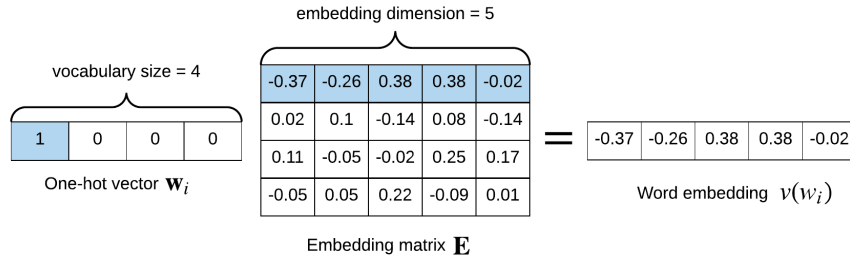 embedding dimension = 5
vocabulary size = 4
-0.37 -0.26 0.38 0.38 -0.02
0.02 0.1 -0.14 0.08 -0.14
0.11 -0.05 -0.02 0.25 0.17
-0.05 0.05 0.22 -0.09 0.01
1 0 0 0
=
-0.37 -0.26 0.38 0.38 -0.02
One-hot vector wᵢ
Word embedding v(wᵢ)
Embedding matrix E